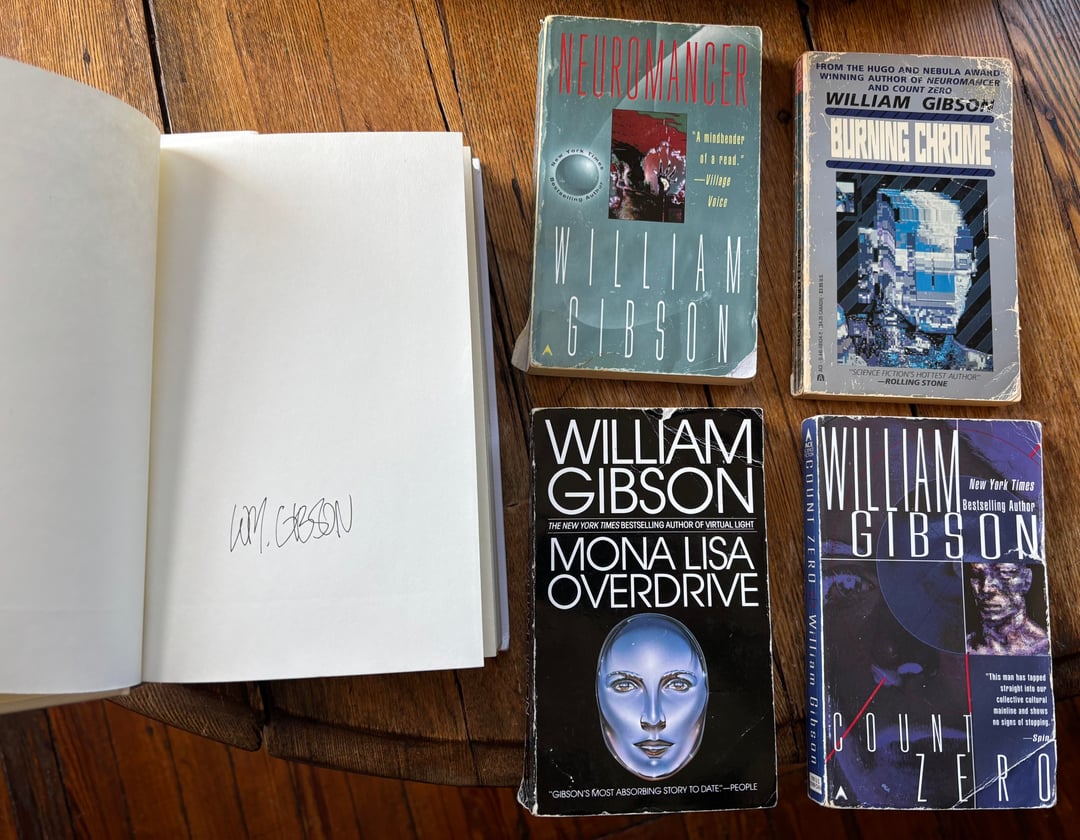 WM. GIBSON
NEUROMANCER
"A mindbender
of a read."
—Village
Voice
New York Times
Bestselling Author
WILLIAM
GIBSON
FROM THE HUGO AND NEBULA AWARD-
WINNING AUTHOR OF NEUROMANCER
AND COUNT ZERO
WILLIAM GIBSON
BURNING CHROME
"SCIENCE FICTION'S HOTTEST AUTHOR"
—ROLLING STONE
WILLIAM
GIBSON
THE NEW YORK TIMES BESTSELLING AUTHOR OF VIRTUAL LIGHT
MONA LISA
OVERDRIVE
"GIBSON'S MOST ABSORBING STORY TO DATE."—PEOPLE
ACE
COUNT ZERO William Gibson
WILLIAM
GIBSON
New York Times
Bestselling Author
"This man has tapped
straight into our
collective cultural
mainline and shows
no signs of stopping."
—Spin
COUNT
ZERO